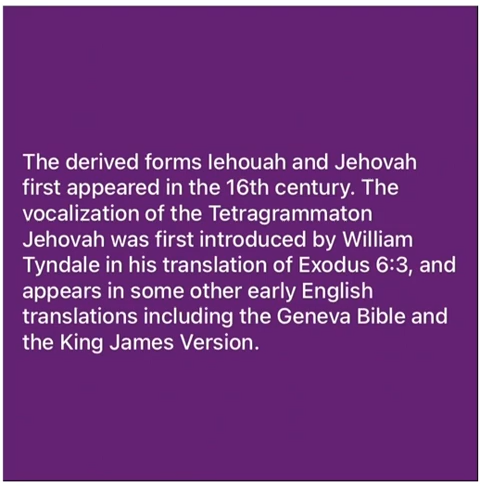 The derived forms Iehouah and Jehovah
first appeared in the 16th century. The
vocalization of the Tetragrammaton
Jehovah was first introduced by William
Tyndale in his translation of Exodus 6:3, and
appears in some other early English
translations including the Geneva Bible and
the King James Version.